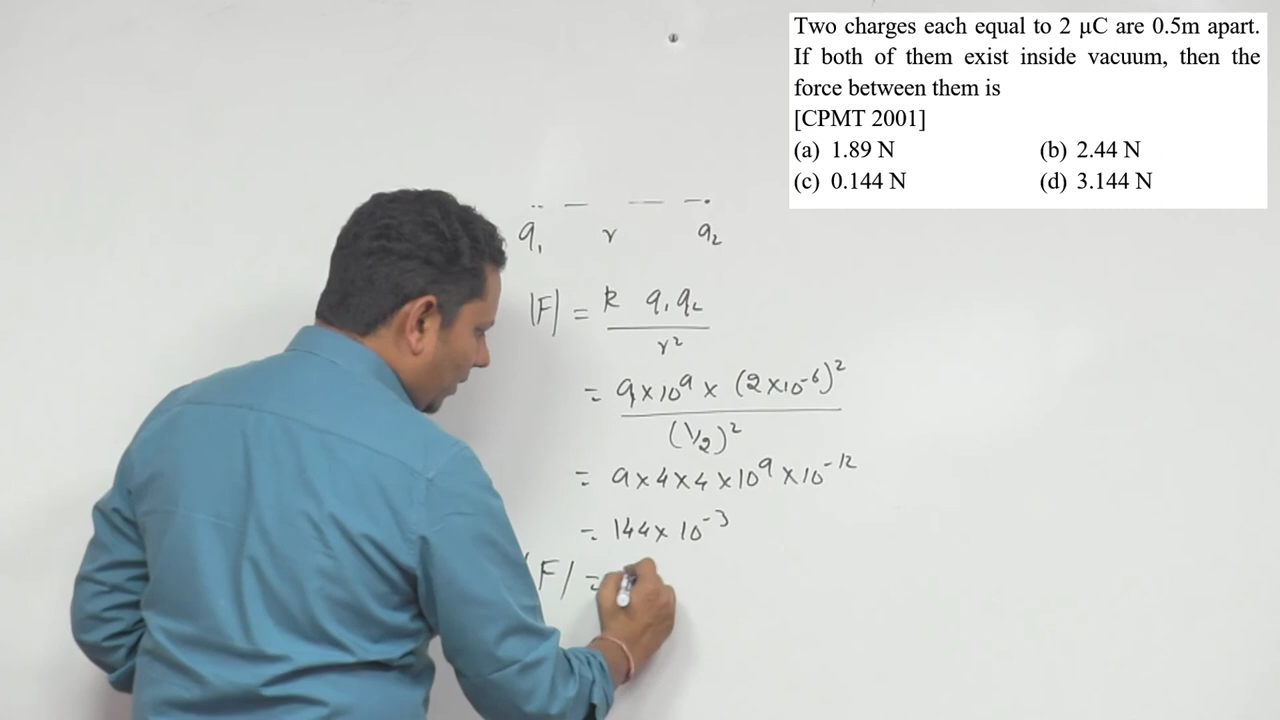 Two charges each equal to 2 µC are 0.5m apart.
If both of them exist inside vacuum, then the
force between them is
[CPMT 2001]
(a) 1.89 N (b) 2.44 N
(c) 0.144 N (d) 3.144 N
q₁ r q₂
|F| = k q₁q₂
r²
= 9×10⁹ × (2×10⁻⁶)²
(1/2)²
= 9×4×4×10⁹×10⁻¹²
= 144×10⁻³
|F| =